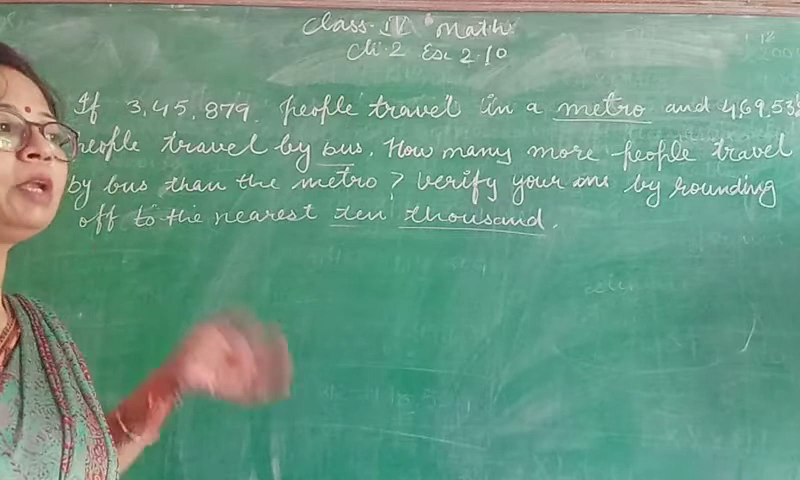 Class-IV Math
Ch-2 Ex 2.10
If 3,45,879 people travel in a metro and 4,69,53
people travel by bus. How many more people travel
by bus than the metro? Verify your ans by rounding
off to the nearest ten thousand.